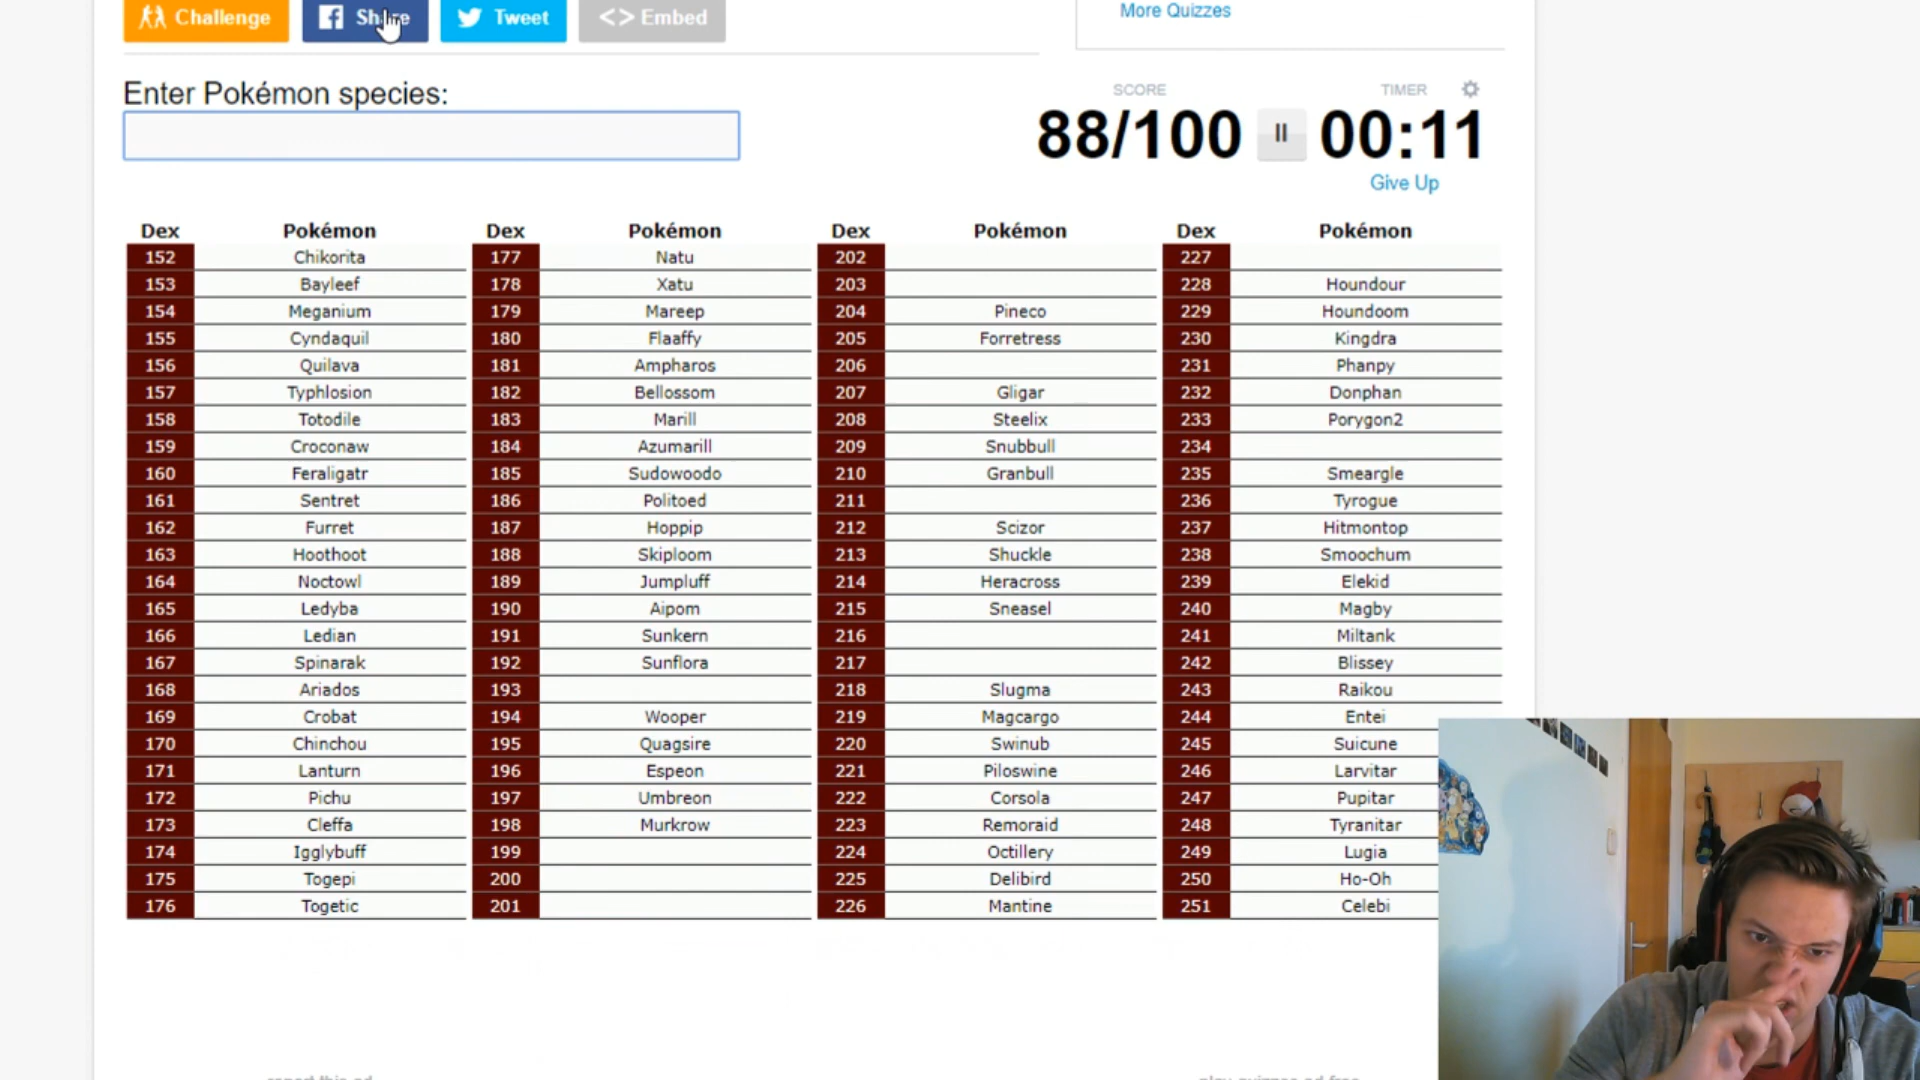 Challenge Share Tweet <> Embed
More Quizzes
Enter Pokémon species:
SCORE TIMER
88/100 00:11
Give Up
Dex Pokémon Dex Pokémon Dex Pokémon Dex Pokémon
152 Chikorita 177 Natu 202 227
153 Bayleef 178 Xatu 203 228 Houndour
154 Meganium 179 Mareep 204 Pineco 229 Houndoom
155 Cyndaquil 180 Flaaffy 205 Forretress 230 Kingdra
156 Quilava 181 Ampharos 206 231 Phanpy
157 Typhlosion 182 Bellossom 207 Gligar 232 Donphan
158 Totodile 183 Marill 208 Steelix 233 Porygon2
159 Croconaw 184 Azumarill 209 Snubbull 234
160 Feraligatr 185 Sudowoodo 210 Granbull 235 Smeargle
161 Sentret 186 Politoed 211 236 Tyrogue
162 Furret 187 Hoppip 212 Scizor 237 Hitmontop
163 Hoothoot 188 Skiploom 213 Shuckle 238 Smoochum
164 Noctowl 189 Jumpluff 214 Heracross 239 Elekid
165 Ledyba 190 Aipom 215 Sneasel 240 Magby
166 Ledian 191 Sunkern 216 241 Miltank
167 Spinarak 192 Sunflora 217 242 Blissey
168 Ariados 193 218 Slugma 243 Raikou
169 Crobat 194 Wooper 219 Magcargo 244 Entei
170 Chinchou 195 Quagsire 220 Swinub 245 Suicune
171 Lanturn 196 Espeon 221 Piloswine 246 Larvitar
172 Pichu 197 Umbreon 222 Corsola 247 Pupitar
173 Cleffa 198 Murkrow 223 Remoraid 248 Tyranitar
174 Igglybuff 199 224 Octillery 249 Lugia
175 Togepi 200 225 Delibird 250 Ho-Oh
176 Togetic 201 226 Mantine 251 Celebi
report this ad play quizzes ad free